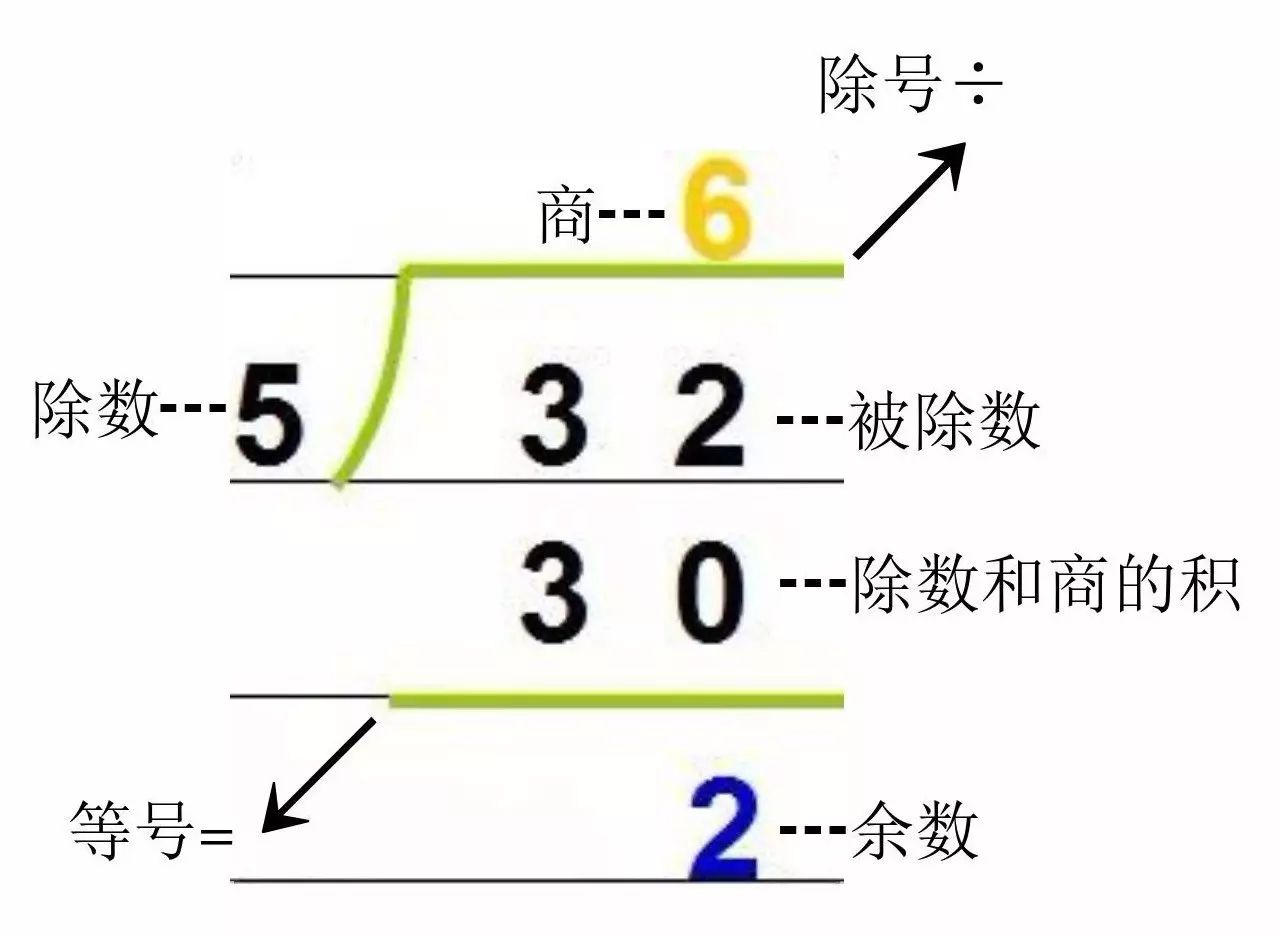 除号÷
商---6
除数---5 3 2---被除数
3 0---除数和商的积
等号=
2---余数